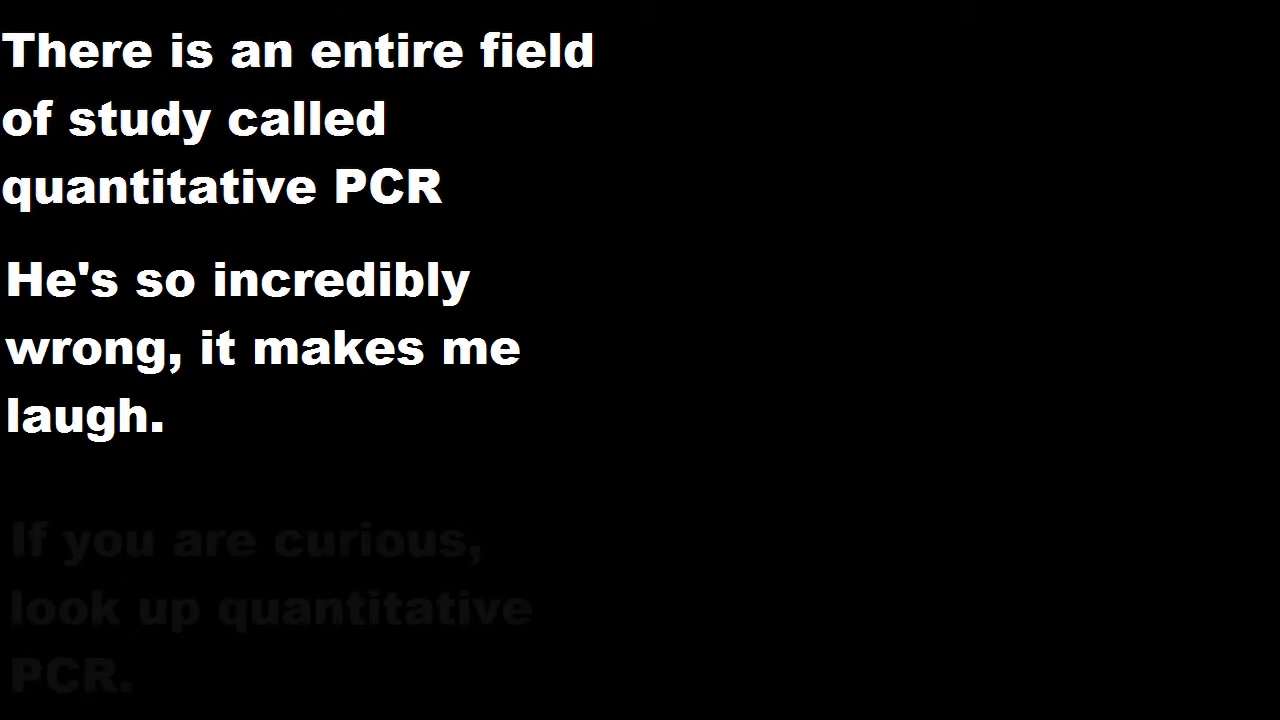 There is an entire field
of study called
quantitative PCR
He's so incredibly
wrong, it makes me
laugh.
If you are curious,
look up quantitative
PCR.